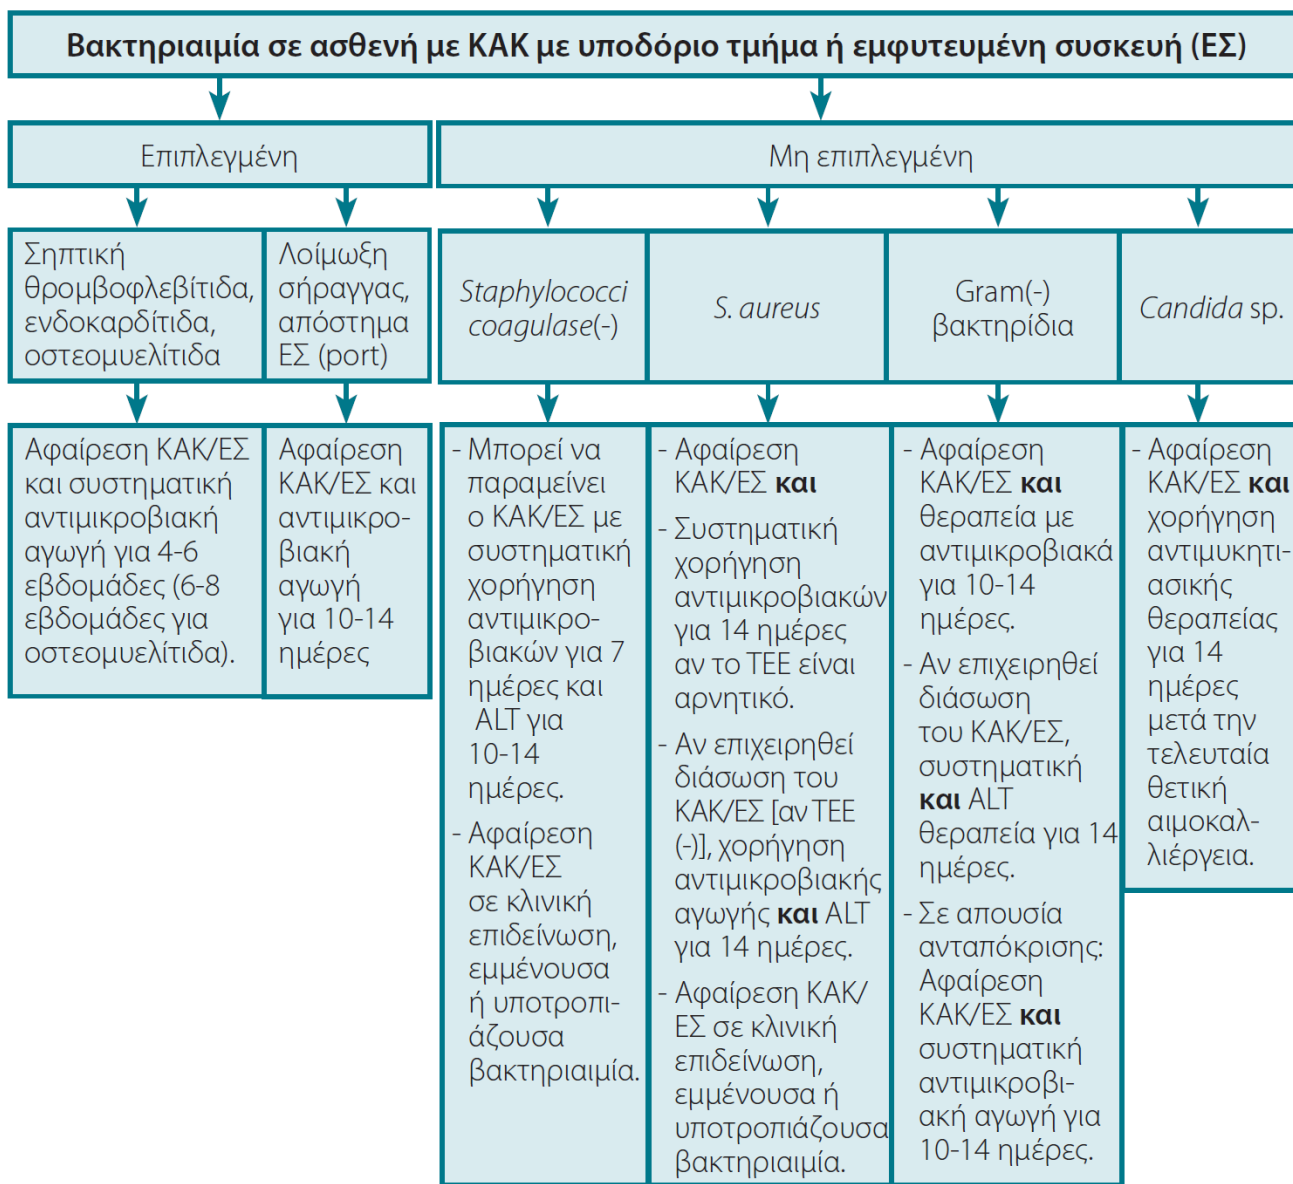 Βακτηριαιμία σε ασθενή με ΚΑΚ με υποδόριο τμήμα ή εμφυτευμένη συσκευή (ΕΣ)
Επιπλεγμένη
Μη επιπλεγμένη
Σηπτική
θρομβοφλεβίτιδα,
ενδοκαρδίτιδα,
οστεομυελίτιδα
Λοίμωξη
σήραγγας,
απόστημα
ΕΣ (port)
Staphylococci
coagulase(-)
S. aureus
Gram(-)
βακτηρίδια
Candida sp.
Αφαίρεση ΚΑΚ/ΕΣ
και συστηματική
αντιμικροβιακή
αγωγή για 4-6
εβδομάδες (6-8
εβδομάδες για
οστεομυελίτιδα).
Αφαίρεση
ΚΑΚ/ΕΣ και
αντιμικρο-
βιακή
αγωγή
για 10-14
ημέρες
- Μπορεί να
παραμείνει
ο ΚΑΚ/ΕΣ με
συστηματική
χορήγηση
αντιμικρο-
βιακών για 7
ημέρες και
ALT για
10-14
ημέρες.
- Αφαίρεση
ΚΑΚ/ΕΣ
σε κλινική
επιδείνωση,
εμμένουσα
ή υποτροπι-
άζουσα
βακτηριαιμία.
- Αφαίρεση
ΚΑΚ/ΕΣ και
- Συστηματική
χορήγηση
αντιμικροβιακών
για 14 ημέρες
αν το ΤΕΕ είναι
αρνητικό.
- Αν επιχειρηθεί
διάσωση του
ΚΑΚ/ΕΣ [αν ΤΕΕ
(-)], χορήγηση
αντιμικροβιακής
αγωγής και ALT
για 14 ημέρες.
- Αφαίρεση ΚΑΚ/
ΕΣ σε κλινική
επιδείνωση,
εμμένουσα ή
υποτροπιάζουσα
βακτηριαιμία.
- Αφαίρεση
ΚΑΚ/ΕΣ και
θεραπεία με
αντιμικροβιακά
για 10-14
ημέρες.
- Αν επιχειρηθεί
διάσωση
του ΚΑΚ/ΕΣ,
συστηματική
και ALT
θεραπεία για 14
ημέρες.
- Σε απουσία
ανταπόκρισης:
Αφαίρεση
ΚΑΚ/ΕΣ και
συστηματική
αντιμικροβι-
ακή αγωγή για
10-14 ημέρες.
- Αφαίρεση
ΚΑΚ/ΕΣ και
χορήγηση
αντιμυκητι-
ασικής
θεραπείας
για 14
ημέρες
μετά την
τελευταία
θετική
αιμοκαλ-
λιέργεια.